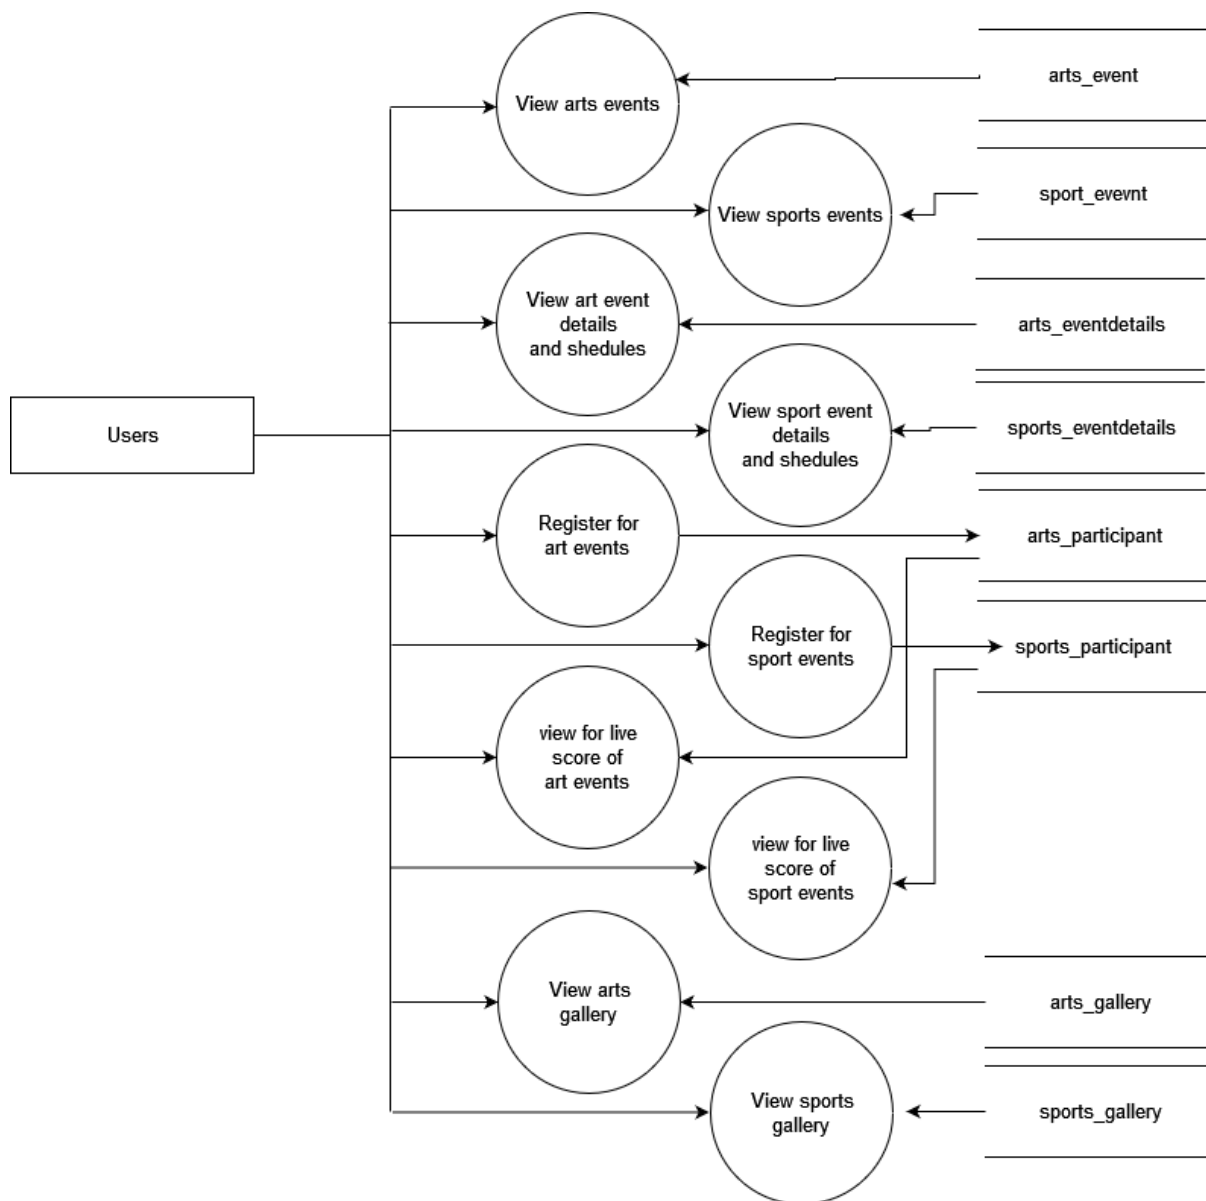 View arts events
arts_event
View sports events
sport_evevnt
View art event
details
and shedules
arts_eventdetails
Users
View sport event
details
and shedules
sports_eventdetails
Register for
art events
arts_participant
Register for
sport events
sports_participant
view for live
score of
art events
view for live
score of
sport events
View arts
gallery
arts_gallery
View sports
gallery
sports_gallery